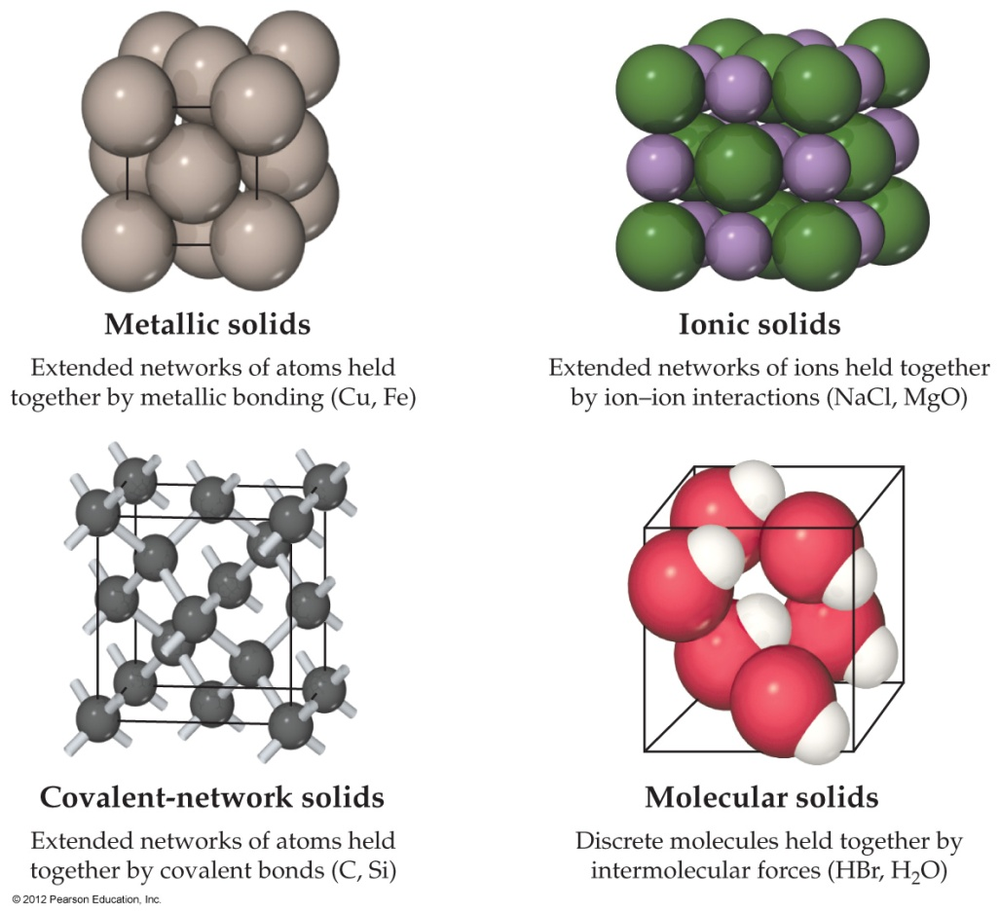 Metallic solids
Extended networks of atoms held
together by metallic bonding (Cu, Fe)
Ionic solids
Extended networks of ions held together
by ion–ion interactions (NaCl, MgO)
Covalent-network solids
Extended networks of atoms held
together by covalent bonds (C, Si)
Molecular solids
Discrete molecules held together by
intermolecular forces (HBr, H₂O)
© 2012 Pearson Education, Inc.